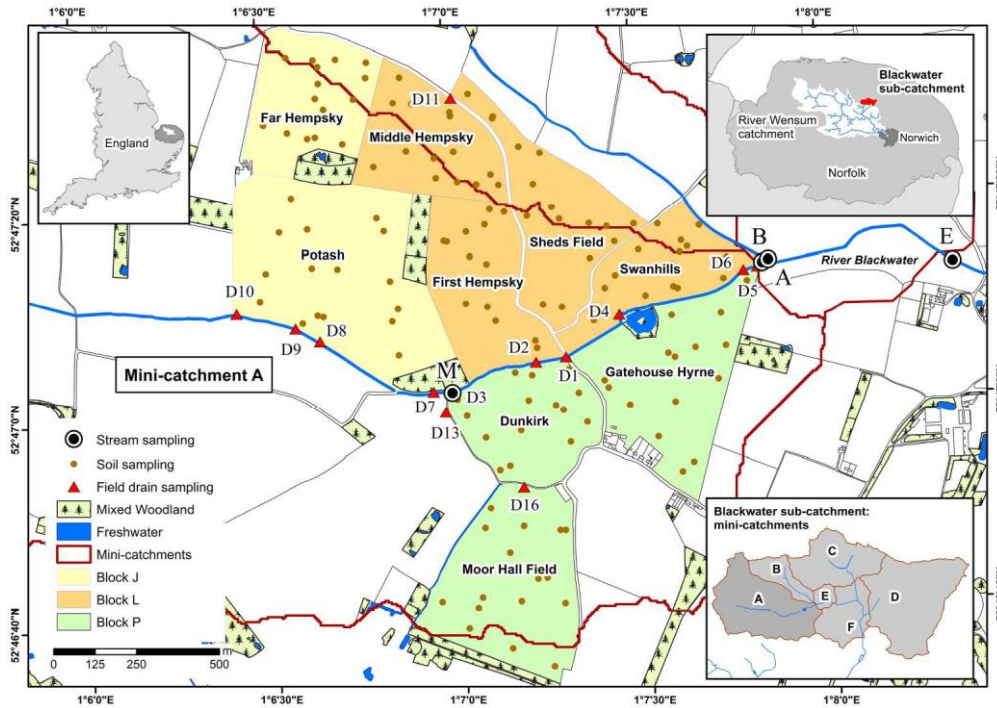 1°6'0"E
1°6'30"E
1°7'0"E
1°7'30"E
1°8'0"E
England
Blackwater
sub-catchment
River Wensum
catchment
Norwich
Norfolk
D11
Far Hempsky
Middle Hempsky
52°47'20"N
Sheds Field
B
E
Potash
Swanhills
D6
River Blackwater
A
First Hempsky
D5
D10
D4
D9
D8
D2
D1
Mini-catchment A
M
Gatehouse Hyrne
D7
D3
Dunkirk
D13
52°47'0"N
Stream sampling
Soil sampling
Field drain sampling
Mixed Woodland
Freshwater
Mini-catchments
Block J
Block L
Block P
D16
Moor Hall Field
Blackwater sub-catchment:
mini-catchments
C
B
A
E
D
F
52°46'40"N
0 125 250 500 m
1°6'0"E
1°6'30"E
1°7'0"E
1°7'30"E
1°8'0"E